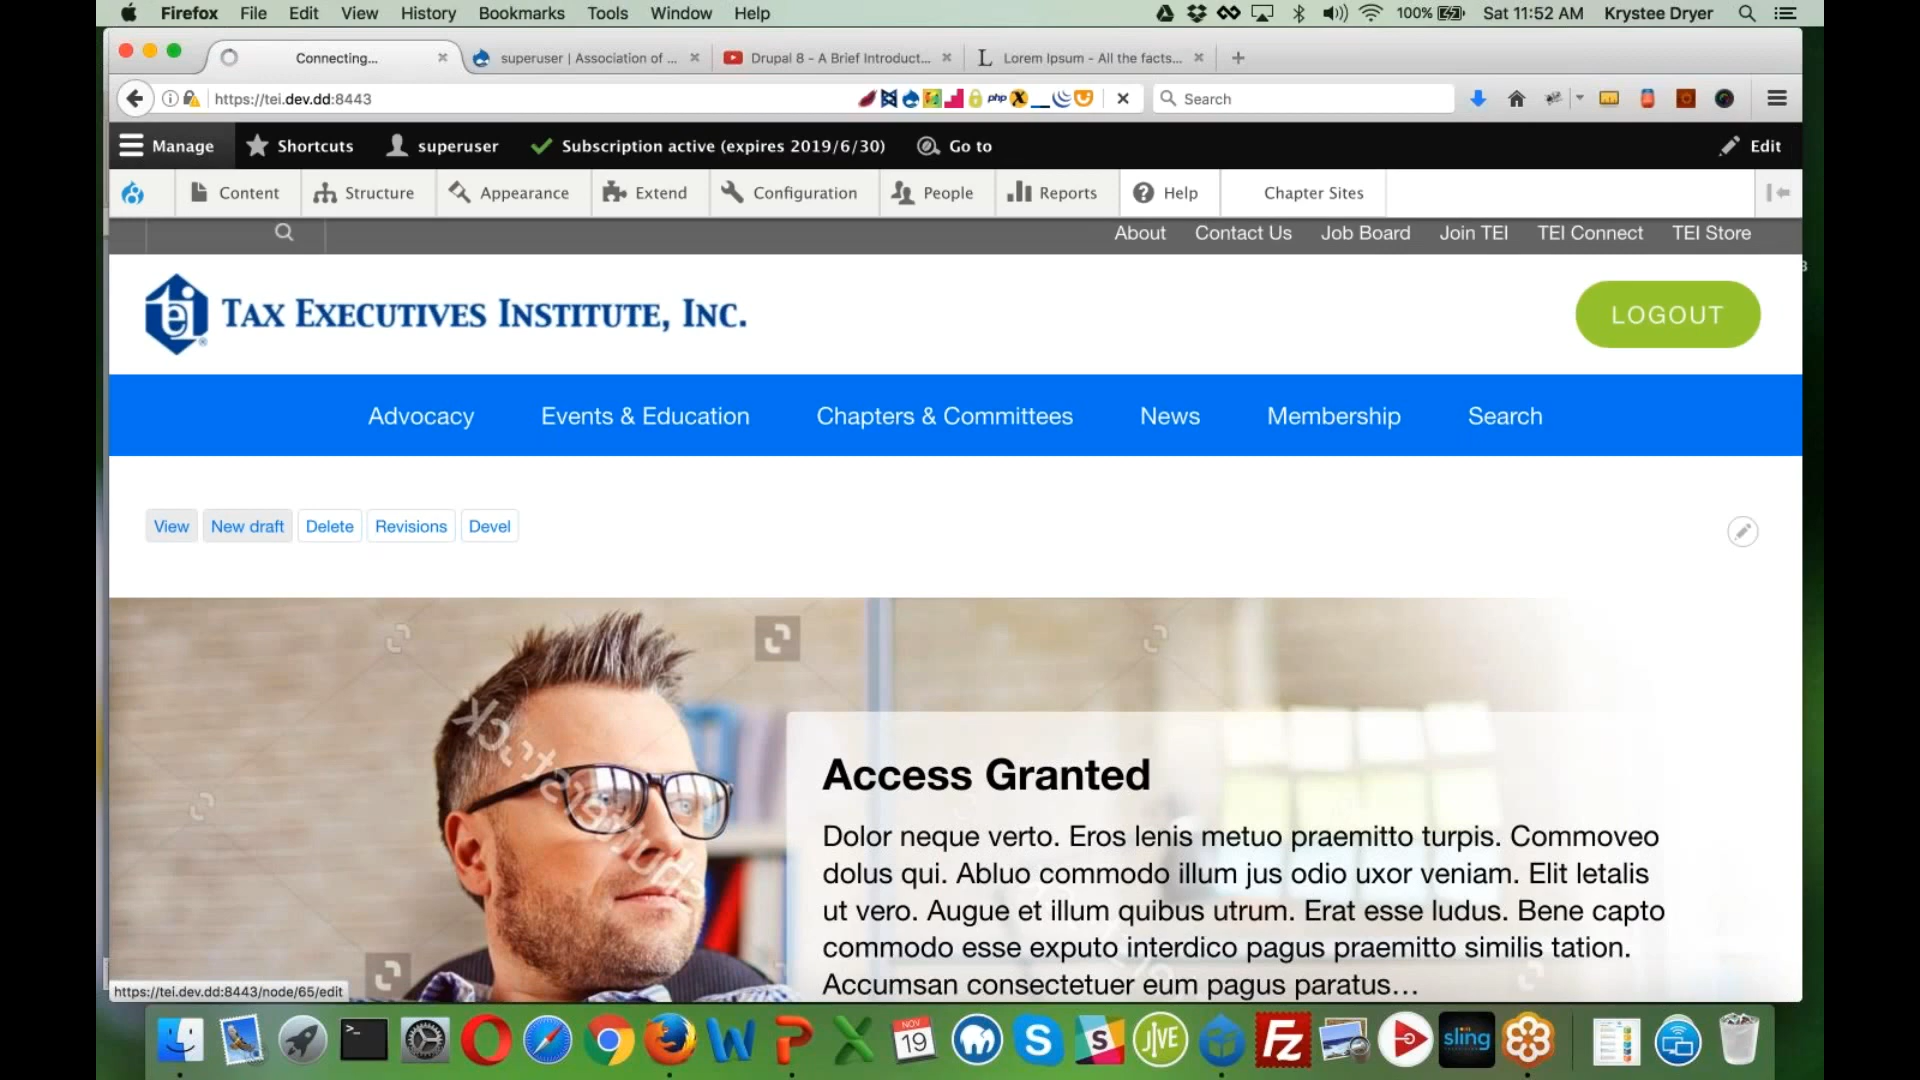 Firefox File Edit View History Bookmarks Tools Window Help 100% Sat 11:52 AM Krystee Dryer
Connecting... superuser | Association of ... Drupal 8 - A Brief Introduct... Lorem Ipsum - All the facts...
https://tei.dev.dd:8443 php Search
Manage Shortcuts superuser Subscription active (expires 2019/6/30) Go to Edit
Content Structure Appearance Extend Configuration People Reports Help Chapter Sites
About Contact Us Job Board Join TEI TEI Connect TEI Store
tei TAX EXECUTIVES INSTITUTE, INC. LOGOUT
Advocacy Events & Education Chapters & Committees News Membership Search
View New draft Delete Revisions Devel
Access Granted
Dolor neque verto. Eros lenis metuo praemitto turpis. Commoveo
dolus qui. Abluo commodo illum jus odio uxor veniam. Elit letalis
ut vero. Augue et illum quibus utrum. Erat esse ludus. Bene capto
commodo esse exputo interdico pagus praemitto similis tation.
Accumsan consectetuer eum pagus paratus...
https://tei.dev.dd:8443/node/65/edit
NOV 19 JIVE sling